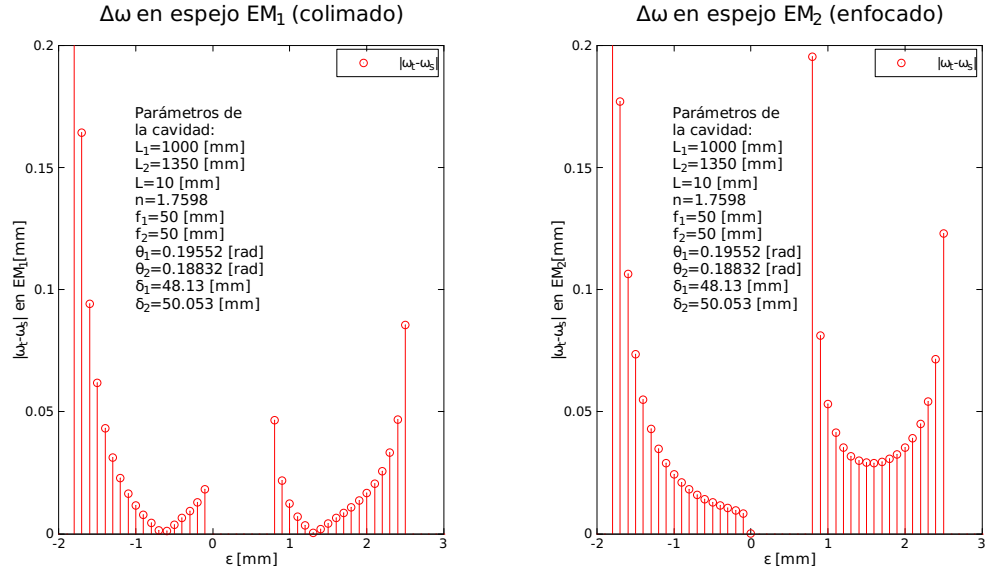 Δω en espejo EM₁ (colimado)
|ωₜ-ωₛ|
Parámetros de
la cavidad:
L₁=1000 [mm]
L₂=1350 [mm]
L=10 [mm]
n=1.7598
f₁=50 [mm]
f₂=50 [mm]
θ₁=0.19552 [rad]
θ₂=0.18832 [rad]
δ₁=48.13 [mm]
δ₂=50.053 [mm]
|ωₜ-ωₛ| en EM₁[mm]
0.2
0.15
0.1
0.05
0
-2
-1
0
1
2
3
ε [mm]
Δω en espejo EM₂ (enfocado)
|ωₜ-ωₛ|
Parámetros de
la cavidad:
L₁=1000 [mm]
L₂=1350 [mm]
L=10 [mm]
n=1.7598
f₁=50 [mm]
f₂=50 [mm]
θ₁=0.19552 [rad]
θ₂=0.18832 [rad]
δ₁=48.13 [mm]
δ₂=50.053 [mm]
|ωₜ-ωₛ| en EM₂[mm]
0.2
0.15
0.1
0.05
0
-2
-1
0
1
2
3
ε [mm]